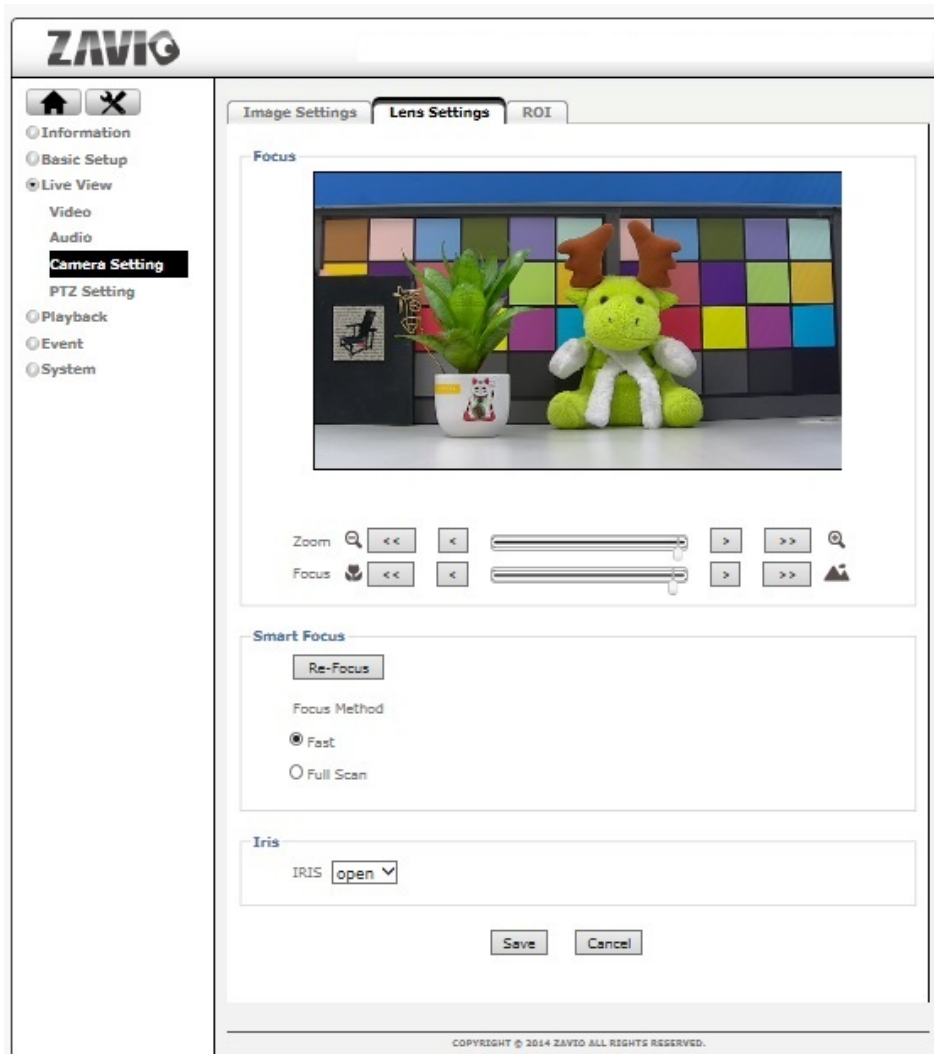 ZAVIO
Information
Basic Setup
Live View
Video
Audio
Camera Setting
PTZ Setting
Playback
Event
System
Image Settings Lens Settings ROI
Focus
Zoom << < > >>
Focus << < > >>
Smart Focus
Re-Focus
Focus Method
Fast
Full Scan
Iris
IRIS open
Save Cancel
COPYRIGHT © 2014 ZAVIO ALL RIGHTS RESERVED.